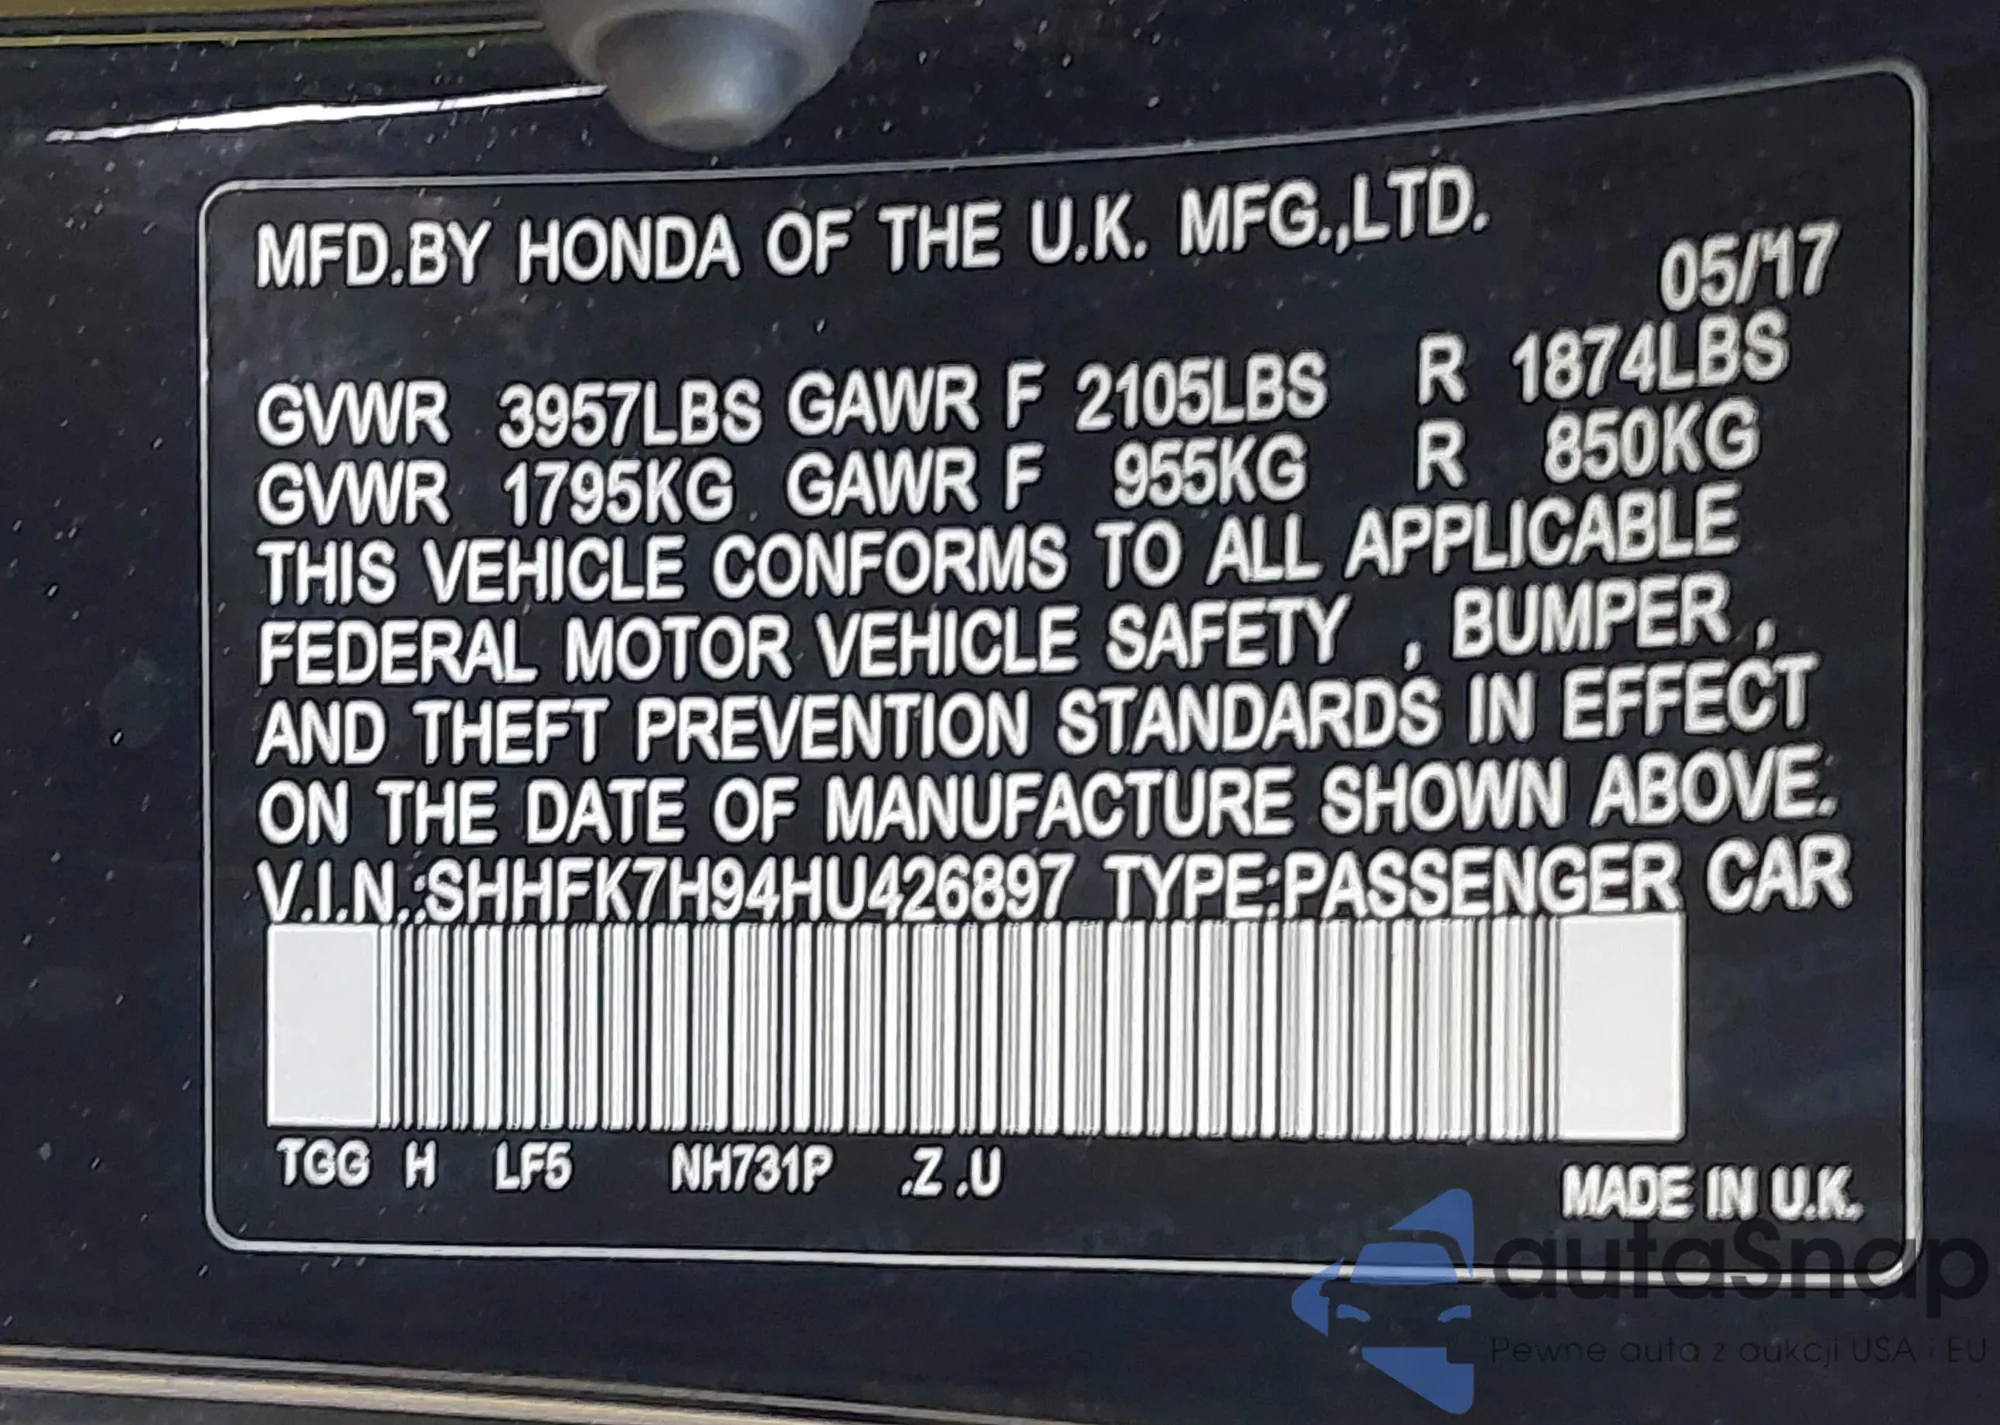 MFD.BY HONDA OF THE U.K. MFG.,LTD.
05/17
GVWR 3957LBS GAWR F 2105LBS R 1874LBS
GVWR 1795KG GAWR F 955KG R 850KG
THIS VEHICLE CONFORMS TO ALL APPLICABLE
FEDERAL MOTOR VEHICLE SAFETY , BUMPER ,
AND THEFT PREVENTION STANDARDS IN EFFECT
ON THE DATE OF MANUFACTURE SHOWN ABOVE.
V.I.N.:SHHFK7H94HU426897 TYPE:PASSENGER CAR
TGG H LF5 NH731P .Z .U
MADE IN U.K.
autaSnap
Pewne auta z aukcji USA i EU